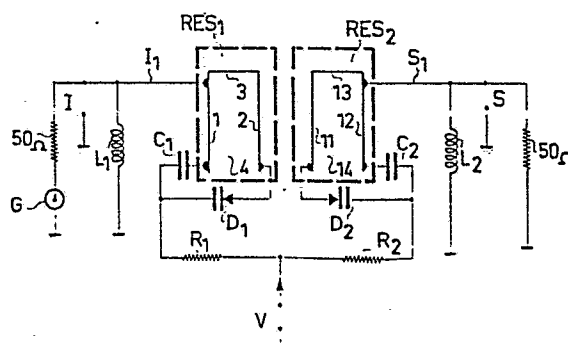 RES1 RES2
I1 S1
I 3 13 S
50Ω L1 C1 1 2 11 12 C2 L2 50Ω
4 14
G D1 D2
R1 R2
V